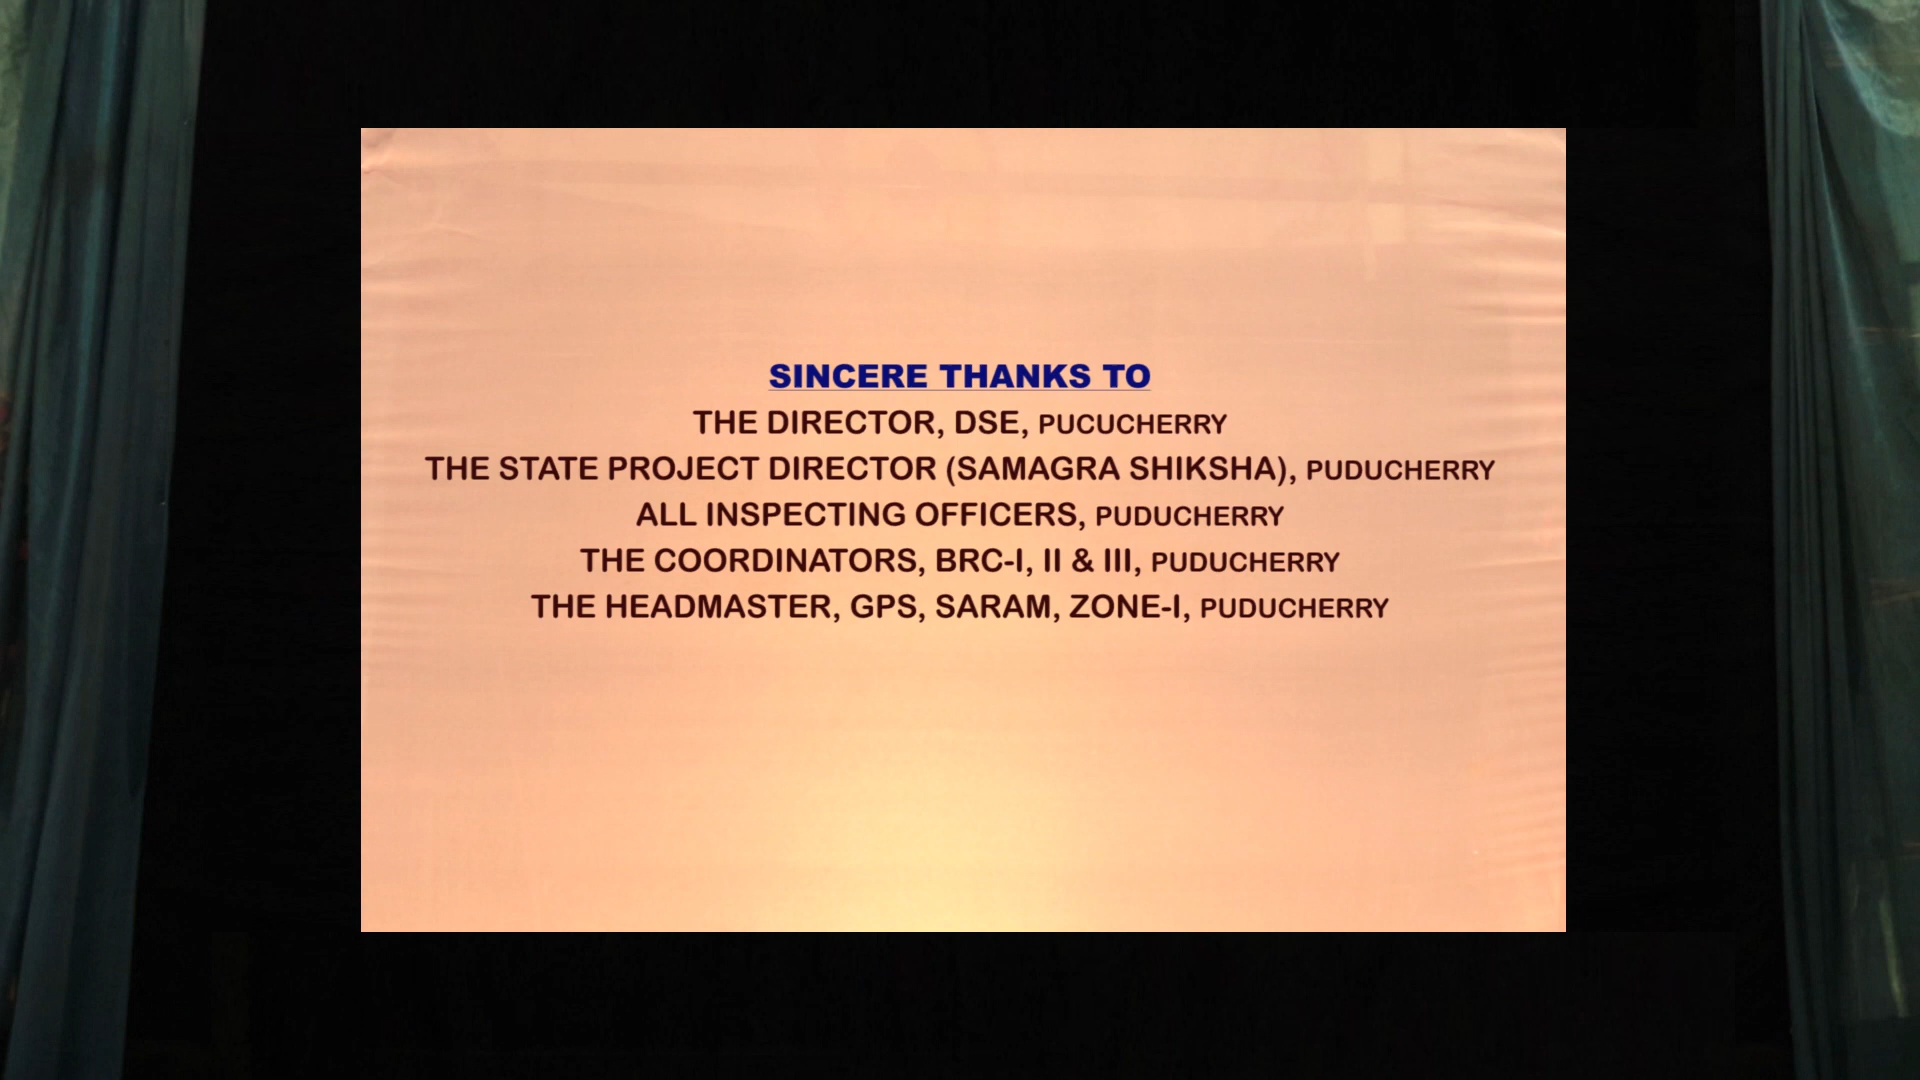 SINCERE THANKS TO
THE DIRECTOR, DSE, PUCUCHERRY
THE STATE PROJECT DIRECTOR (SAMAGRA SHIKSHA), PUDUCHERRY
ALL INSPECTING OFFICERS, PUDUCHERRY
THE COORDINATORS, BRC-I, II & III, PUDUCHERRY
THE HEADMASTER, GPS, SARAM, ZONE-I, PUDUCHERRY